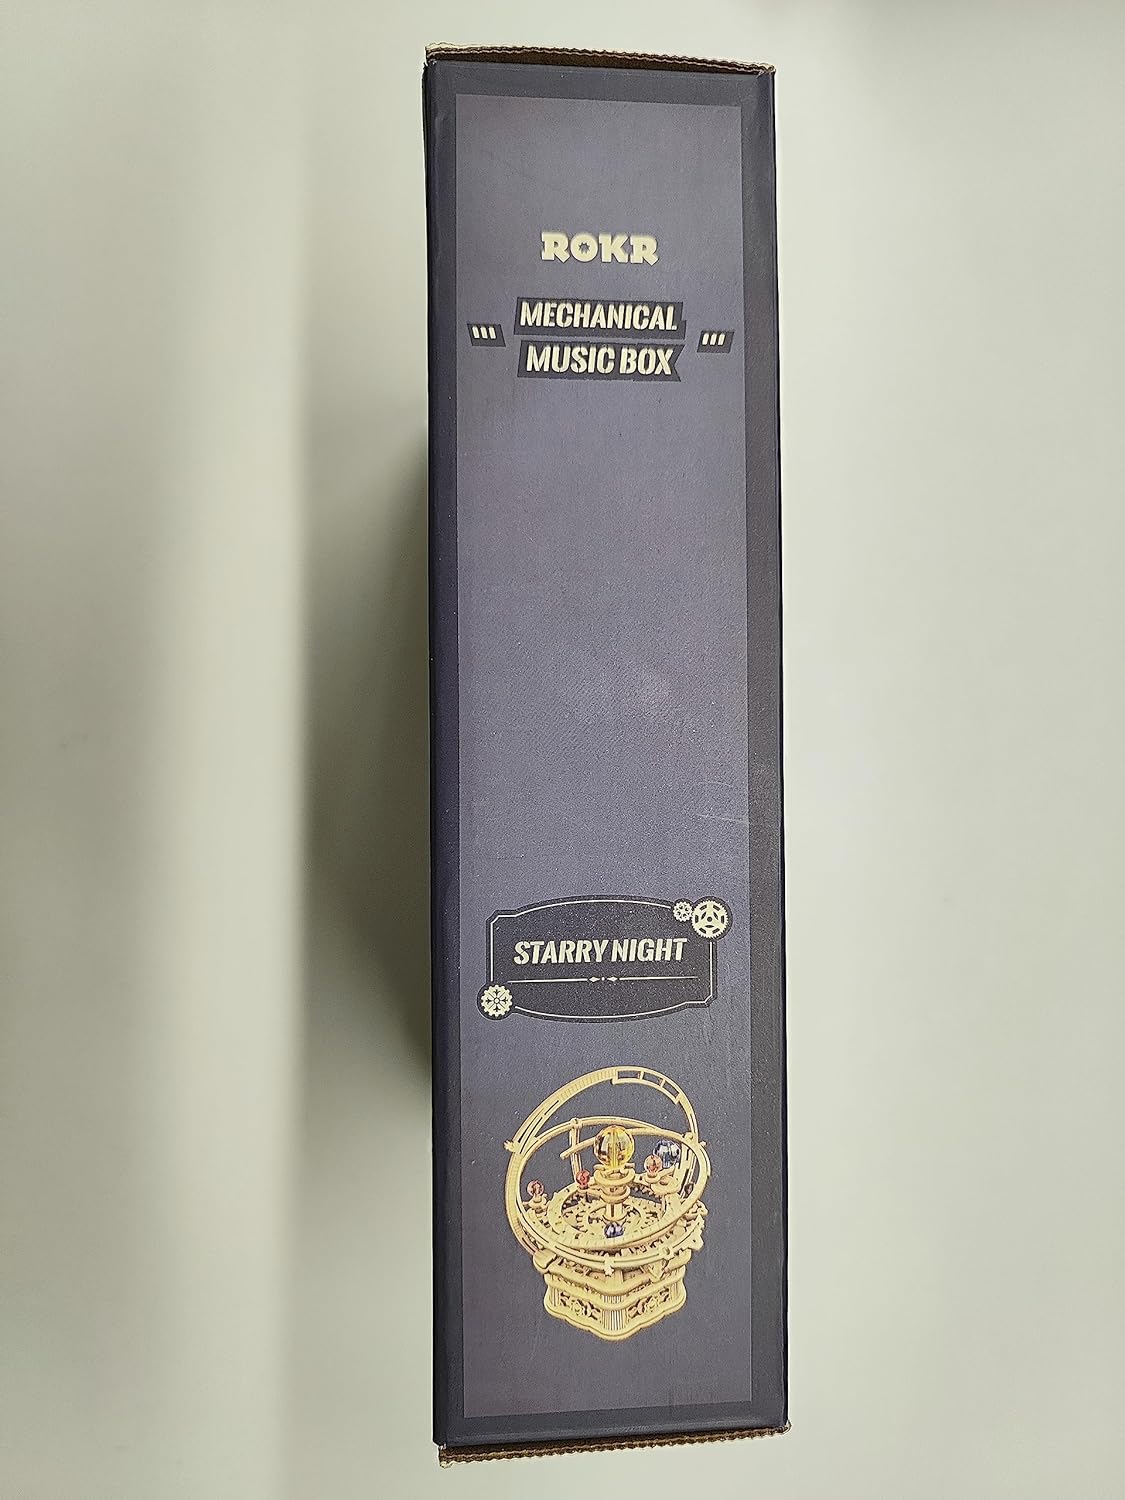 ROKR
MECHANICAL
MUSIC BOX
STARRY NIGHT